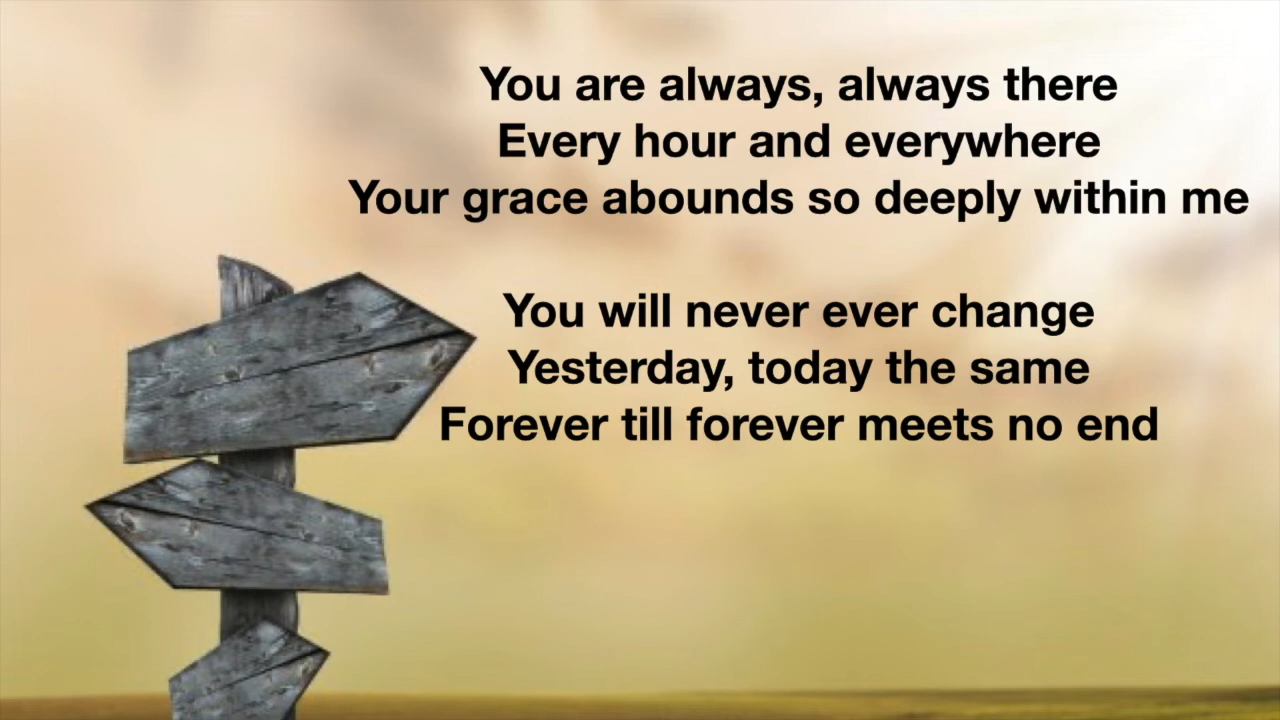 You are always, always there
Every hour and everywhere
Your grace abounds so deeply within me
You will never ever change
Yesterday, today the same
Forever till forever meets no end